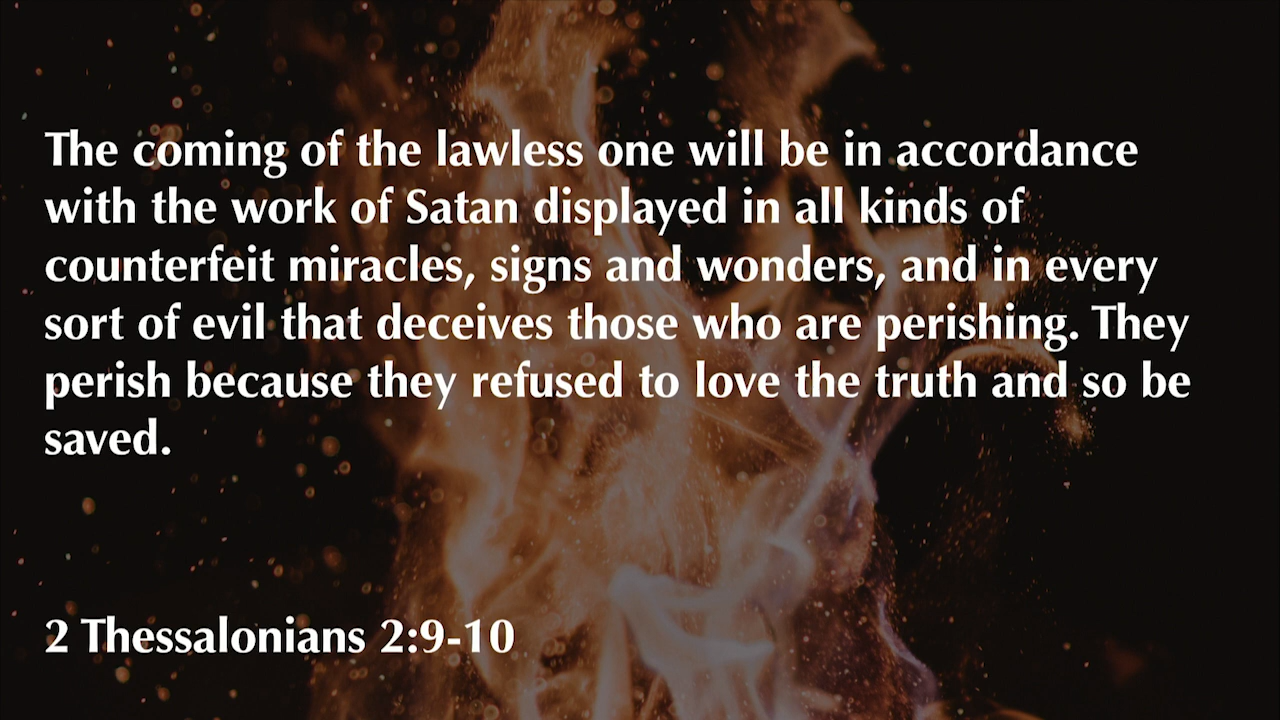 The coming of the lawless one will be in accordance
with the work of Satan displayed in all kinds of
counterfeit miracles, signs and wonders, and in every
sort of evil that deceives those who are perishing. They
perish because they refused to love the truth and so be
saved.
2 Thessalonians 2:9-10